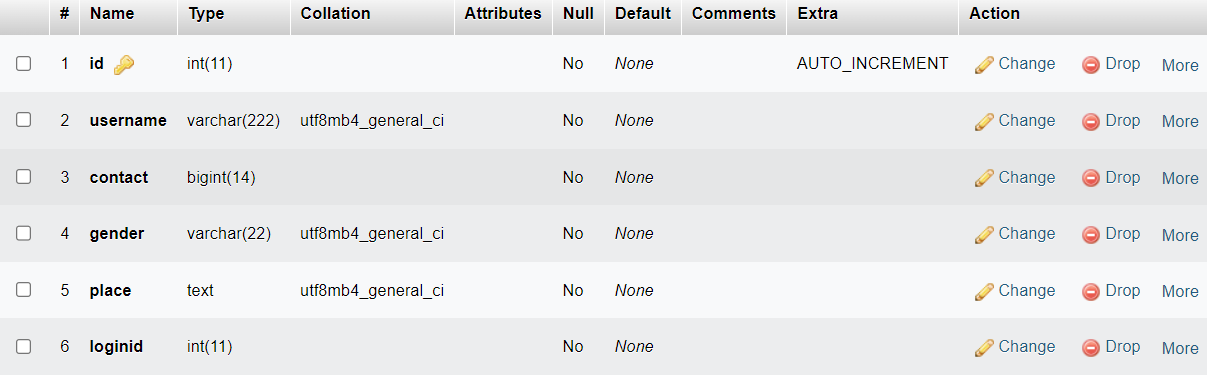 # Name Type Collation Attributes Null Default Comments Extra Action
1 id int(11) No None AUTO_INCREMENT Change Drop More
2 username varchar(222) utf8mb4_general_ci No None Change Drop More
3 contact bigint(14) No None Change Drop More
4 gender varchar(22) utf8mb4_general_ci No None Change Drop More
5 place text utf8mb4_general_ci No None Change Drop More
6 loginid int(11) No None Change Drop More